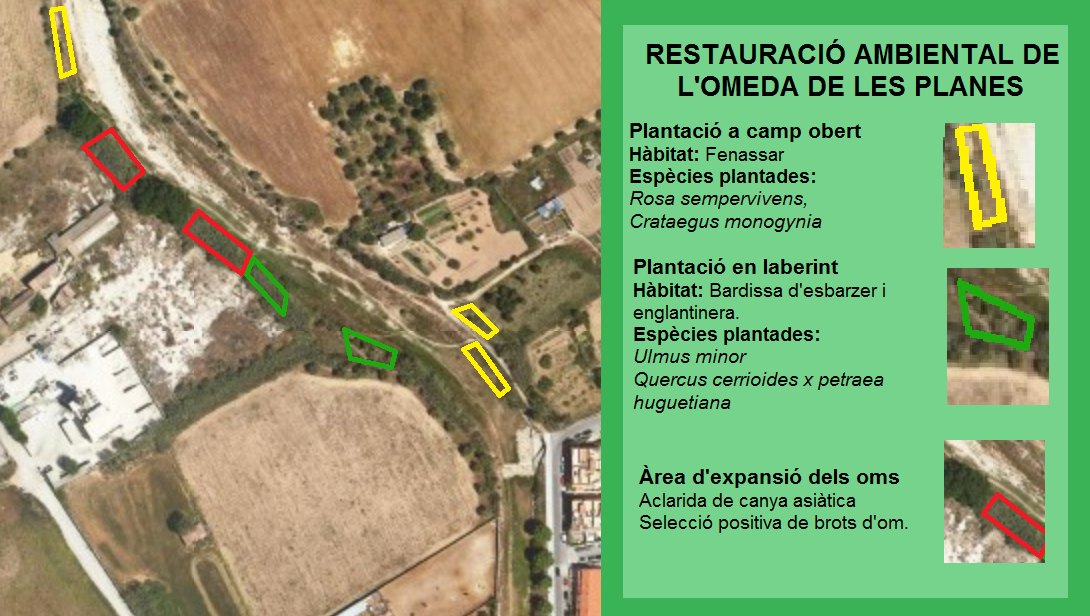 RESTAURACIÓ AMBIENTAL DE
L'OMEDA DE LES PLANES
Plantació a camp obert
Hàbitat: Fenassar
Espècies plantades:
Rosa sempervivens,
Crataegus monogynia
Plantació en laberint
Hàbitat: Bardissa d'esbarzer i
englantinera.
Espècies plantades:
Ulmus minor
Quercus cerrioides x petraea
huguetiana
Àrea d'expansió dels oms
Aclarida de canya asiàtica
Selecció positiva de brots d'om.